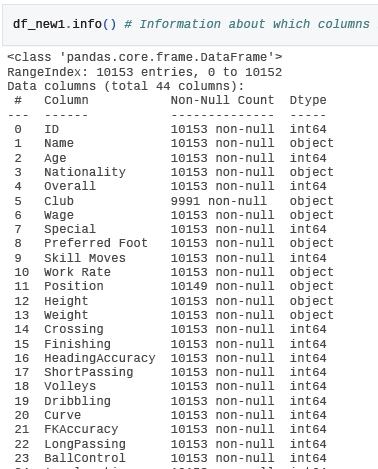 df_new1.info() # Information about which columns
<class 'pandas.core.frame.DataFrame'>
RangeIndex: 10153 entries, 0 to 10152
Data columns (total 44 columns):
 #   Column           Non-Null Count  Dtype
---  ------           --------------  -----
 0   ID               10153 non-null  int64
 1   Name             10153 non-null  object
 2   Age              10153 non-null  int64
 3   Nationality      10153 non-null  object
 4   Overall          10153 non-null  int64
 5   Club             9991 non-null   object
 6   Wage             10153 non-null  object
 7   Special          10153 non-null  int64
 8   Preferred Foot   10153 non-null  object
 9   Skill Moves      10153 non-null  int64
 10  Work Rate        10153 non-null  object
 11  Position         10149 non-null  object
 12  Height           10153 non-null  object
 13  Weight           10153 non-null  object
 14  Crossing         10153 non-null  int64
 15  Finishing        10153 non-null  int64
 16  HeadingAccuracy  10153 non-null  int64
 17  ShortPassing     10153 non-null  int64
 18  Volleys          10153 non-null  int64
 19  Dribbling        10153 non-null  int64
 20  Curve            10153 non-null  int64
 21  FKAccuracy       10153 non-null  int64
 22  LongPassing      10153 non-null  int64
 23  BallControl      10153 non-null  int64